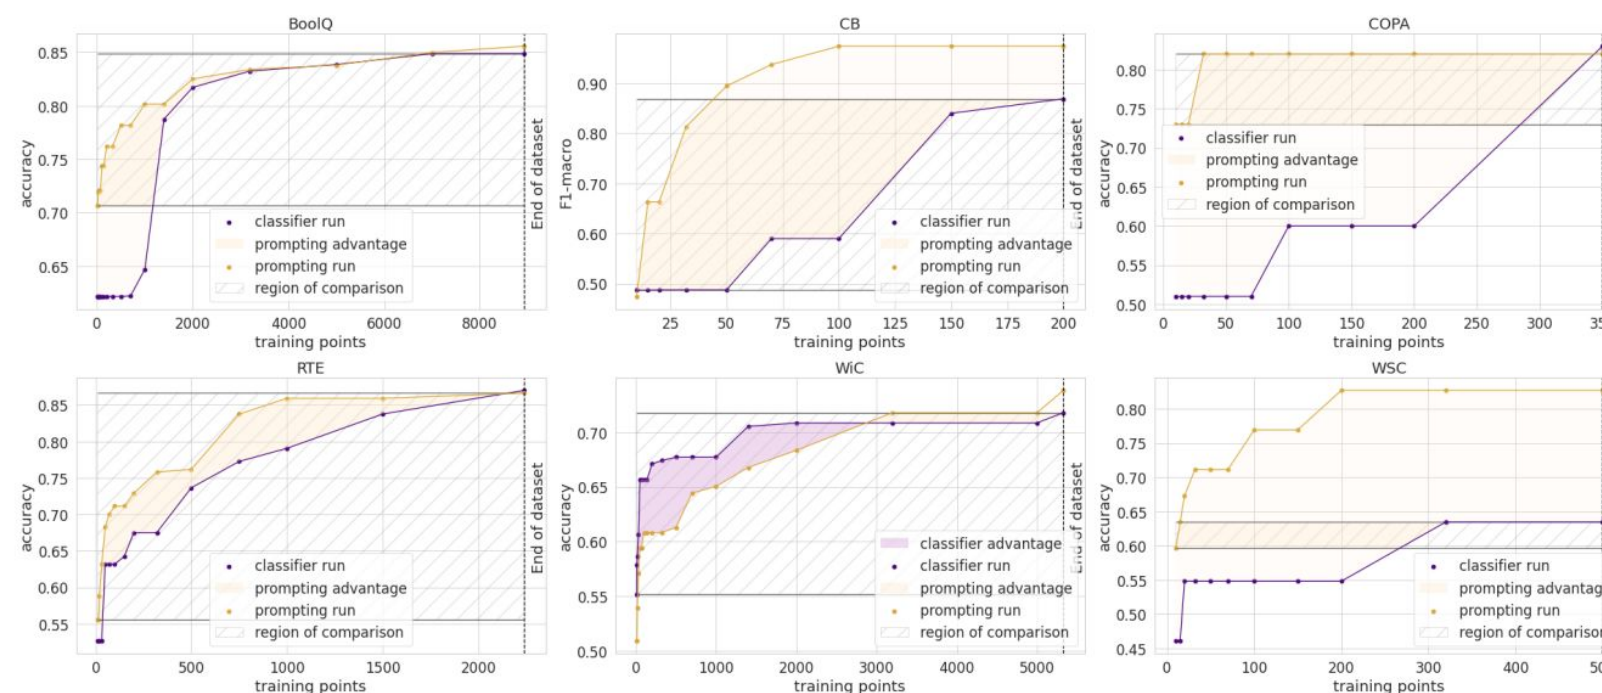 BoolQ
0.85
0.80
0.75
0.70
0.65
accuracy
classifier run
prompting advantage
prompting run
region of comparison
End of dataset
0 2000 4000 6000 8000
training points
CB
0.90
0.80
0.70
0.60
0.50
F1-macro
classifier run
prompting advantage
prompting run
region of comparison
End of dataset
25 50 75 100 125 150 175 200
training points
COPA
0.80
0.75
0.70
0.65
0.60
0.55
0.50
accuracy
classifier run
prompting advantage
prompting run
region of comparison
0 50 100 150 200 250 300 35
training points
RTE
0.85
0.80
0.75
0.70
0.65
0.60
0.55
accuracy
classifier run
prompting advantage
prompting run
region of comparison
End of dataset
0 500 1000 1500 2000
training points
WiC
0.70
0.65
0.60
0.55
0.50
accuracy
classifier advantage
classifier run
prompting advantage
prompting run
region of comparison
End of dataset
0 1000 2000 3000 4000 5000
training points
WSC
0.80
0.75
0.70
0.65
0.60
0.55
0.50
0.45
accuracy
classifier run
prompting advantag
prompting run
region of compariso
0 100 200 300 400 50
training points